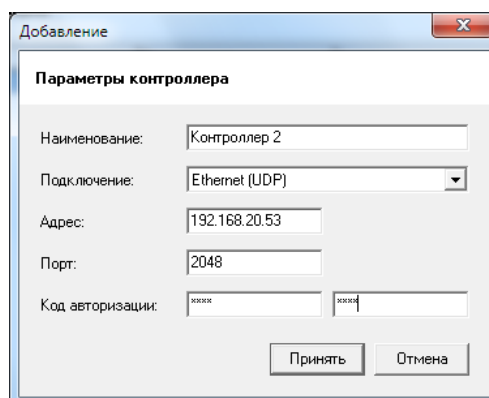 Добавление
Параметры контроллера
Наименование: Контроллер 2
Подключение: Ethernet (UDP)
Адрес: 192.168.20.53
Порт: 2048
Код авторизации: **** ****
Принять Отмена